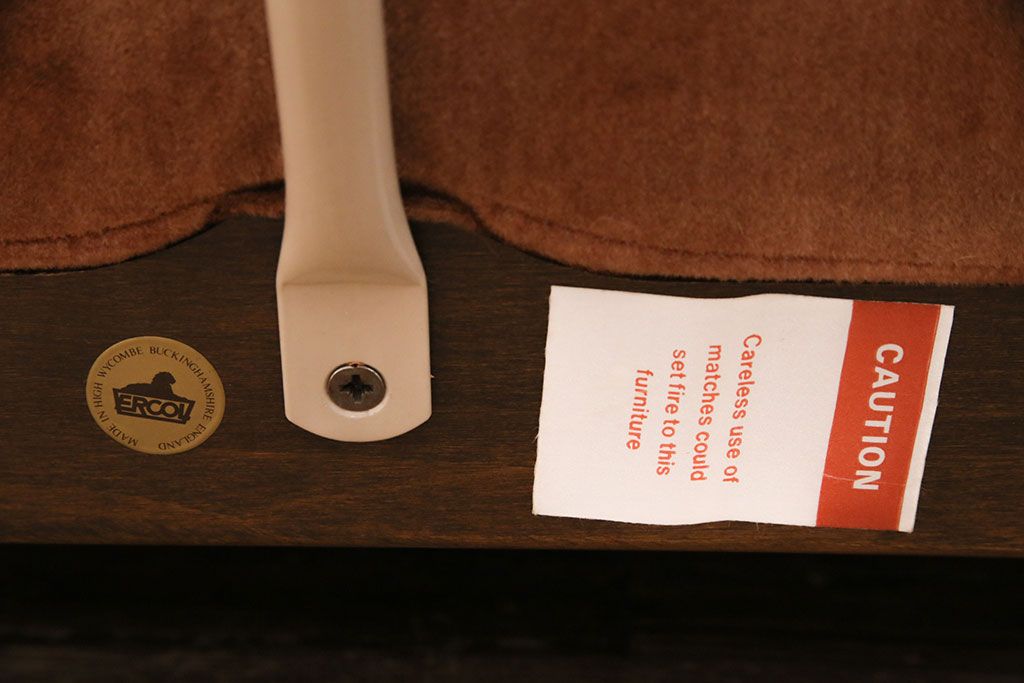 MADE IN HIGH WYCOMBE BUCKINGHAMSHIRE ENGLAND
ERCOL
CAUTION
Careless use of
matches could
set fire to this
furniture